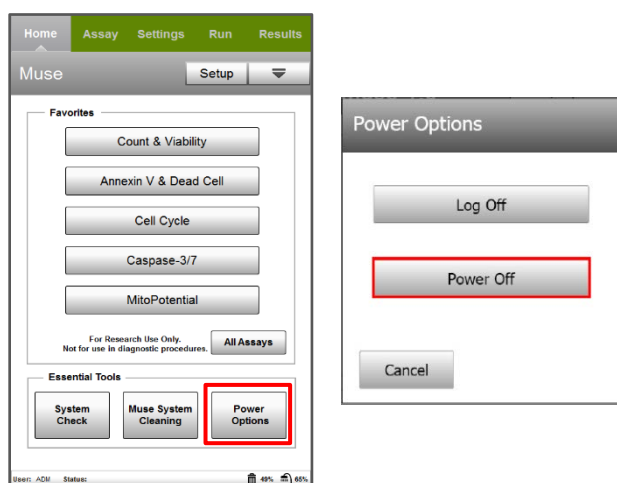 Home Assay Settings Run Results
Muse Setup
Favorites
Count & Viability
Annexin V & Dead Cell
Cell Cycle
Caspase-3/7
MitoPotential
For Research Use Only.
Not for use in diagnostic procedures.
All Assays
Essential Tools
System
Check
Muse System
Cleaning
Power
Options
User: ADM Status: 49% 65%
Power Options
Log Off
Power Off
Cancel